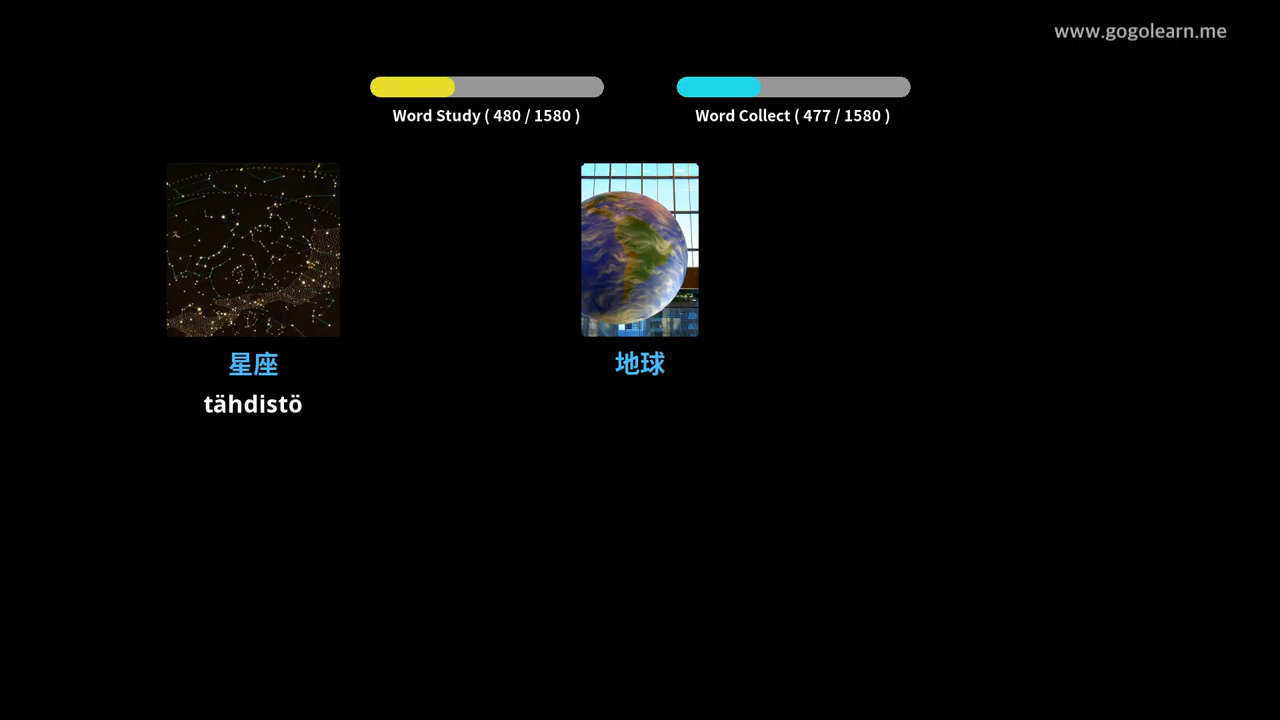 www.gogolearn.me
Word Study ( 480 / 1580 )
Word Collect ( 477 / 1580 )
星座
tähdistö
地球